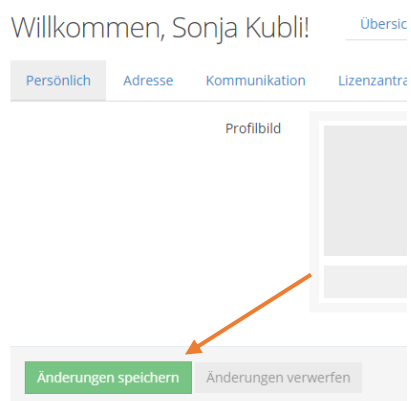 Willkommen, Sonja Kubli! Übersic
Persönlich Adresse Kommunikation Lizenzantra
Profilbild
Änderungen speichern Änderungen verwerfen